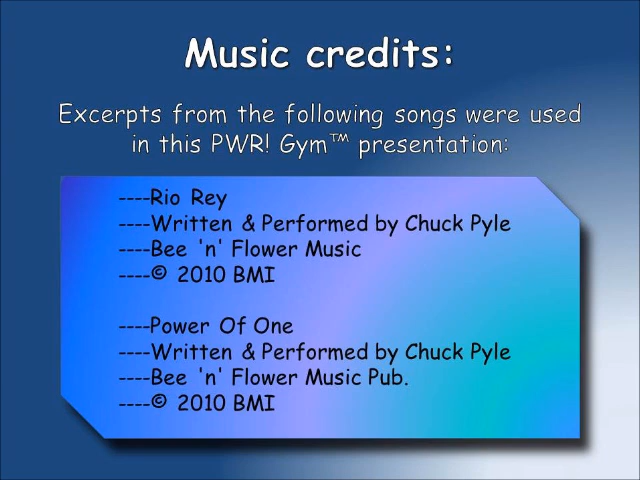 Music credits:
Excerpts from the following songs were used
in this PWR! Gym™ presentation:
----Rio Rey
----Written & Performed by Chuck Pyle
----Bee 'n' Flower Music
----© 2010 BMI
----Power Of One
----Written & Performed by Chuck Pyle
----Bee 'n' Flower Music Pub.
----© 2010 BMI